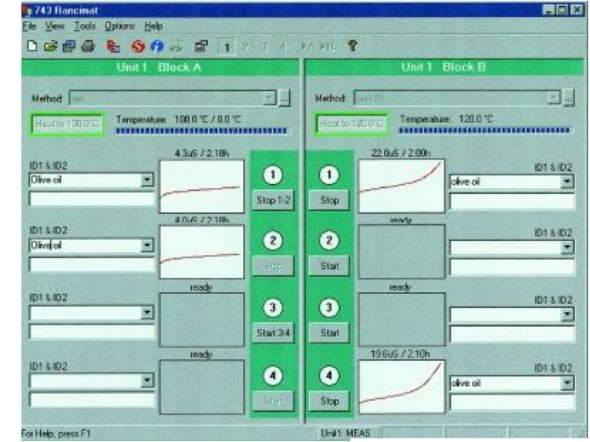 743 Rancimat
File View Tools Options Help
1 2 3 4 A B ?
Unit 1 Block A
Method
Heat to 100.0°C
Temperature: 100.0 °C / 0.0 °C
ID1 & ID2
Olive oil
4.3uS / 2.18h
1
Stop 1-2
ID1 & ID2
Olive oil
4.0uS / 2.18h
2
Stop
ID1 & ID2
ready
3
Start 3-4
ID1 & ID2
ready
4
Start
Unit 1 Block B
Method
Heat to 120.0°C
Temperature: 120.0 °C
1
Stop
22.0uS / 2.00h
ID1 & ID2
olive oil
2
Start
ready
ID1 & ID2
3
Start
ready
ID1 & ID2
4
Stop
19.6uS / 2.10h
ID1 & ID2
olive oil
For Help, press F1
Unit1: MEAS